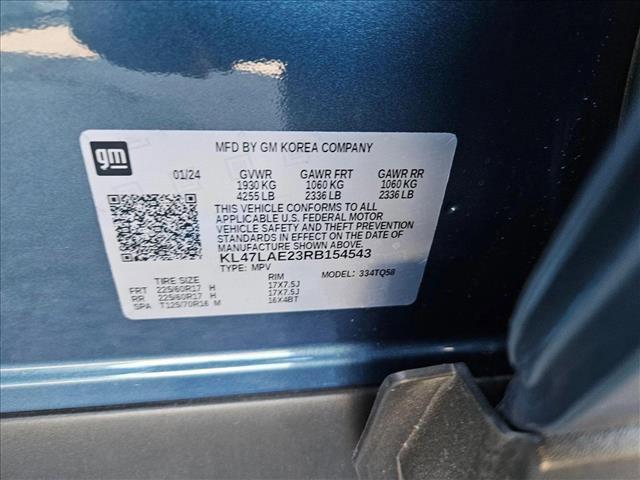 gm
MFD BY GM KOREA COMPANY
01/24 GVWR GAWR FRT GAWR RR
1930 KG 1060 KG 1060 KG
4255 LB 2336 LB 2336 LB
THIS VEHICLE CONFORMS TO ALL
APPLICABLE U.S. FEDERAL MOTOR
VEHICLE SAFETY AND THEFT PREVENTION
STANDARDS IN EFFECT ON THE DATE OF
MANUFACTURE SHOWN ABOVE.
KL47LAE23RB154543
TYPE: MPV MODEL: 334TQ58
TIRE SIZE RIM
FRT 225/60R17 H 17X7.5J
RR 225/60R17 H 17X7.5J
SPA T125/70R16 M 16X4BT